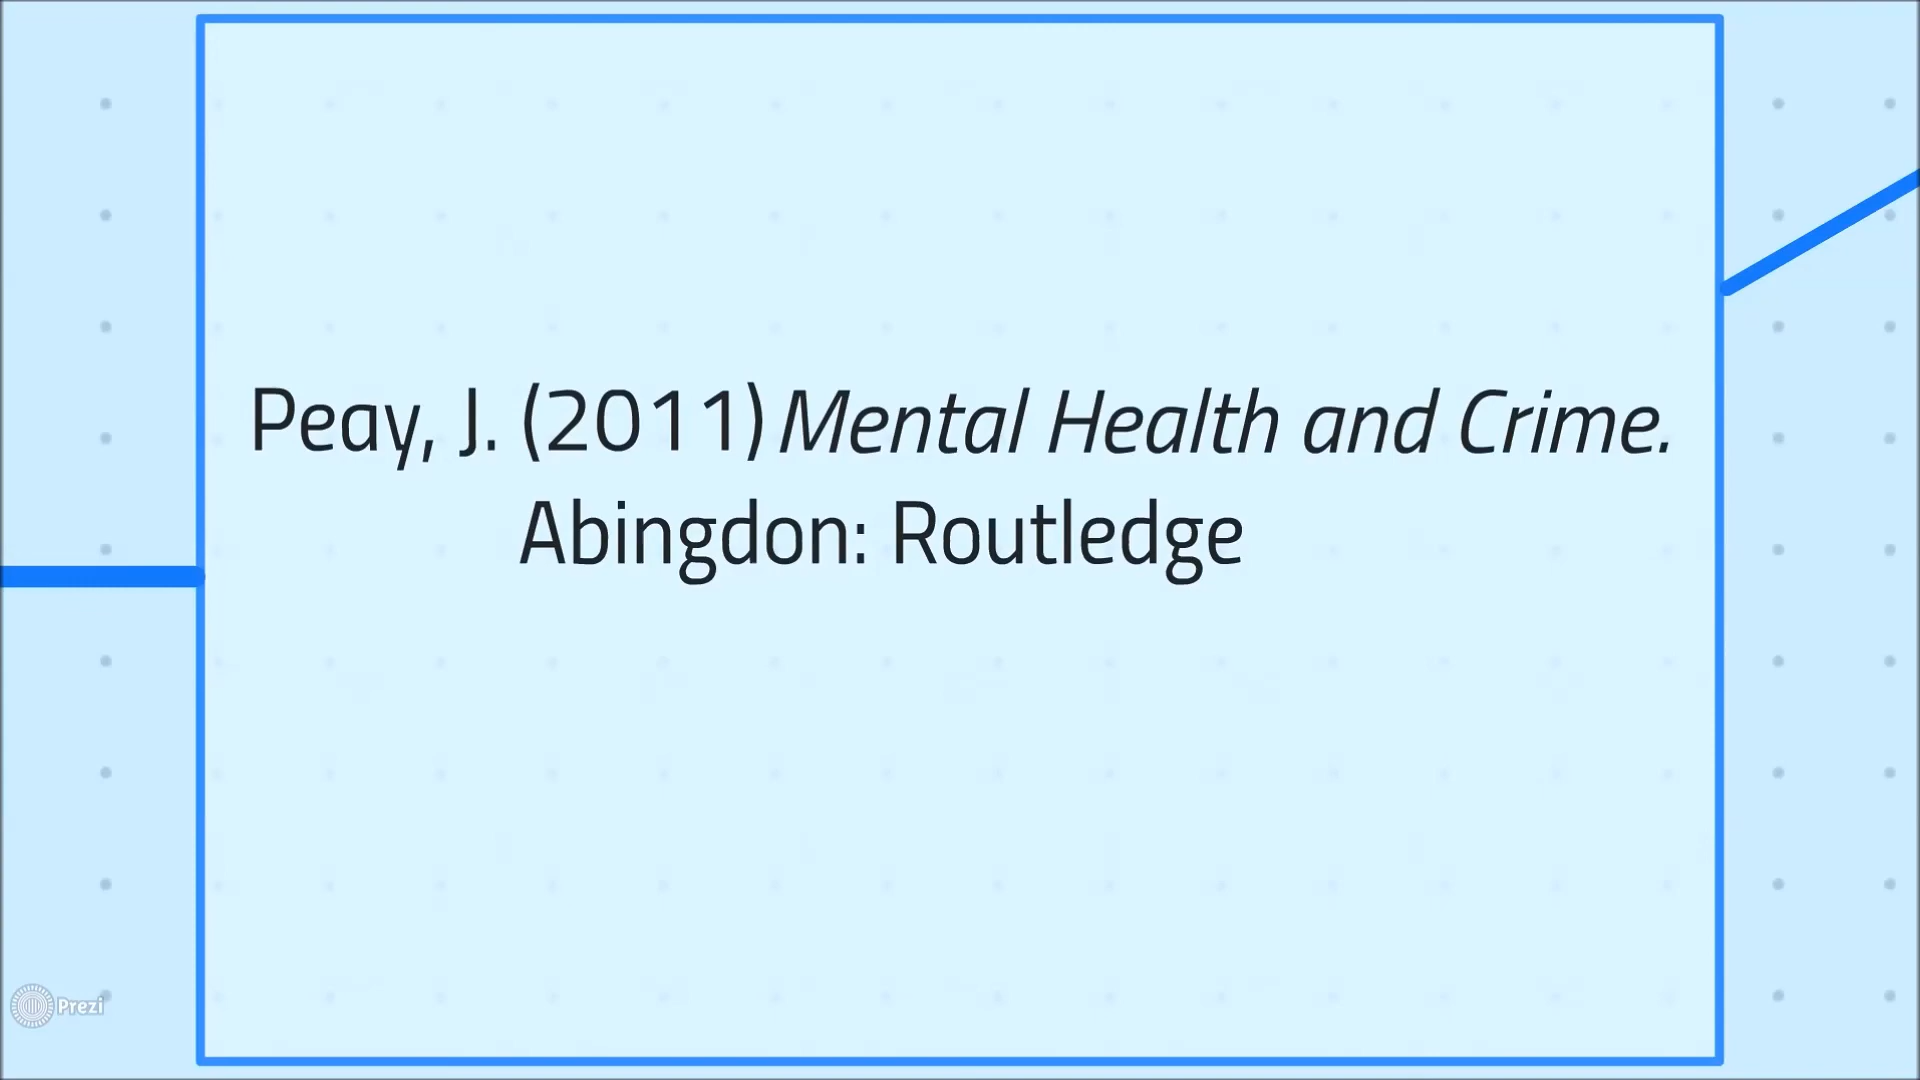 Peay, J. (2011) Mental Health and Crime.
Abingdon: Routledge
Prezi